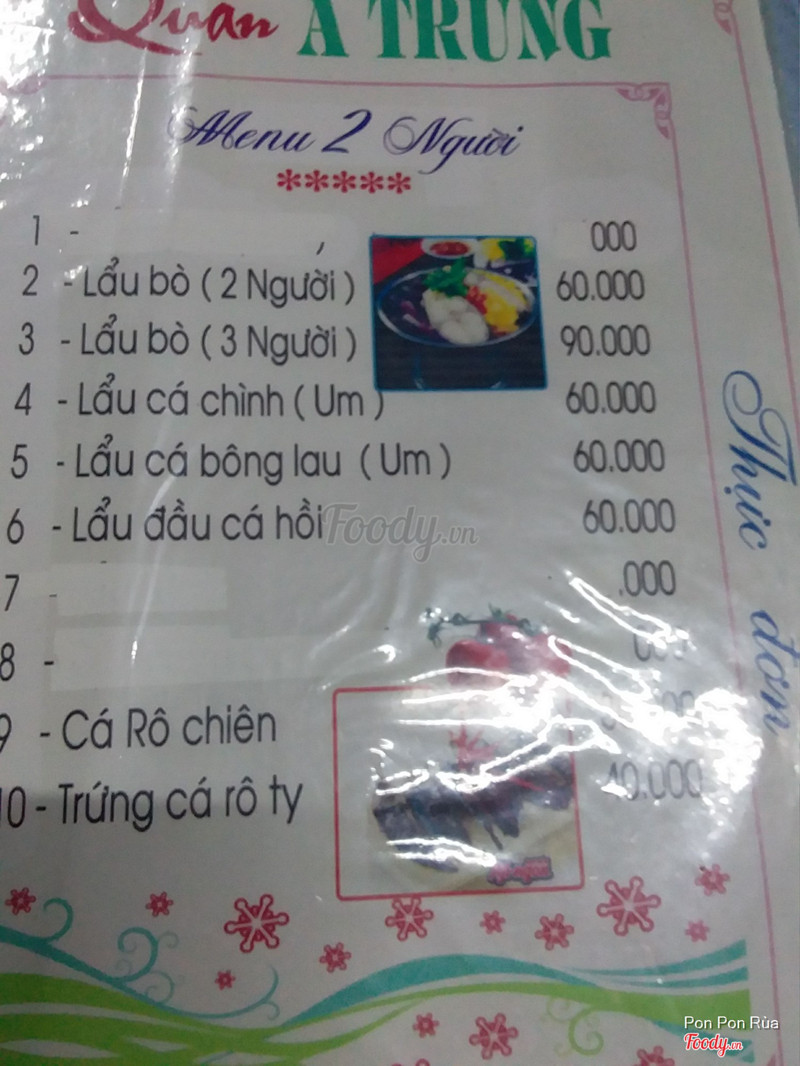 Quán Á TRUNG
Menu 2 Người
*****
1 - 000
2 - Lẩu bò ( 2 Người ) 60.000
3 - Lẩu bò ( 3 Người ) 90.000
4 - Lẩu cá chình ( Um ) 60.000
5 - Lẩu cá bông lau ( Um ) 60.000
6 - Lẩu đầu cá hồi 60.000
Foody.vn
7 - .000
8 - 000
9 - Cá Rô chiên
10 - Trứng cá rô ty 40.000
Thực đơn
Pon Pon Rùa
Foody.vn